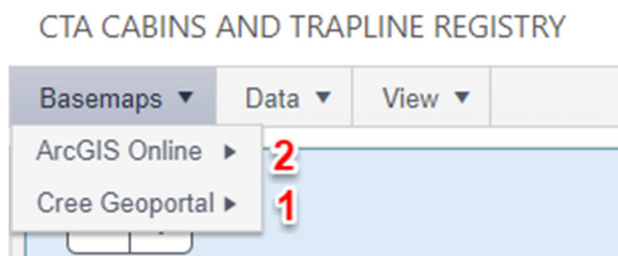 CTA CABINS AND TRAPLINE REGISTRY
Basemaps ▼ Data ▼ View ▼
ArcGIS Online ▶ 2
Cree Geoportal ▶ 1